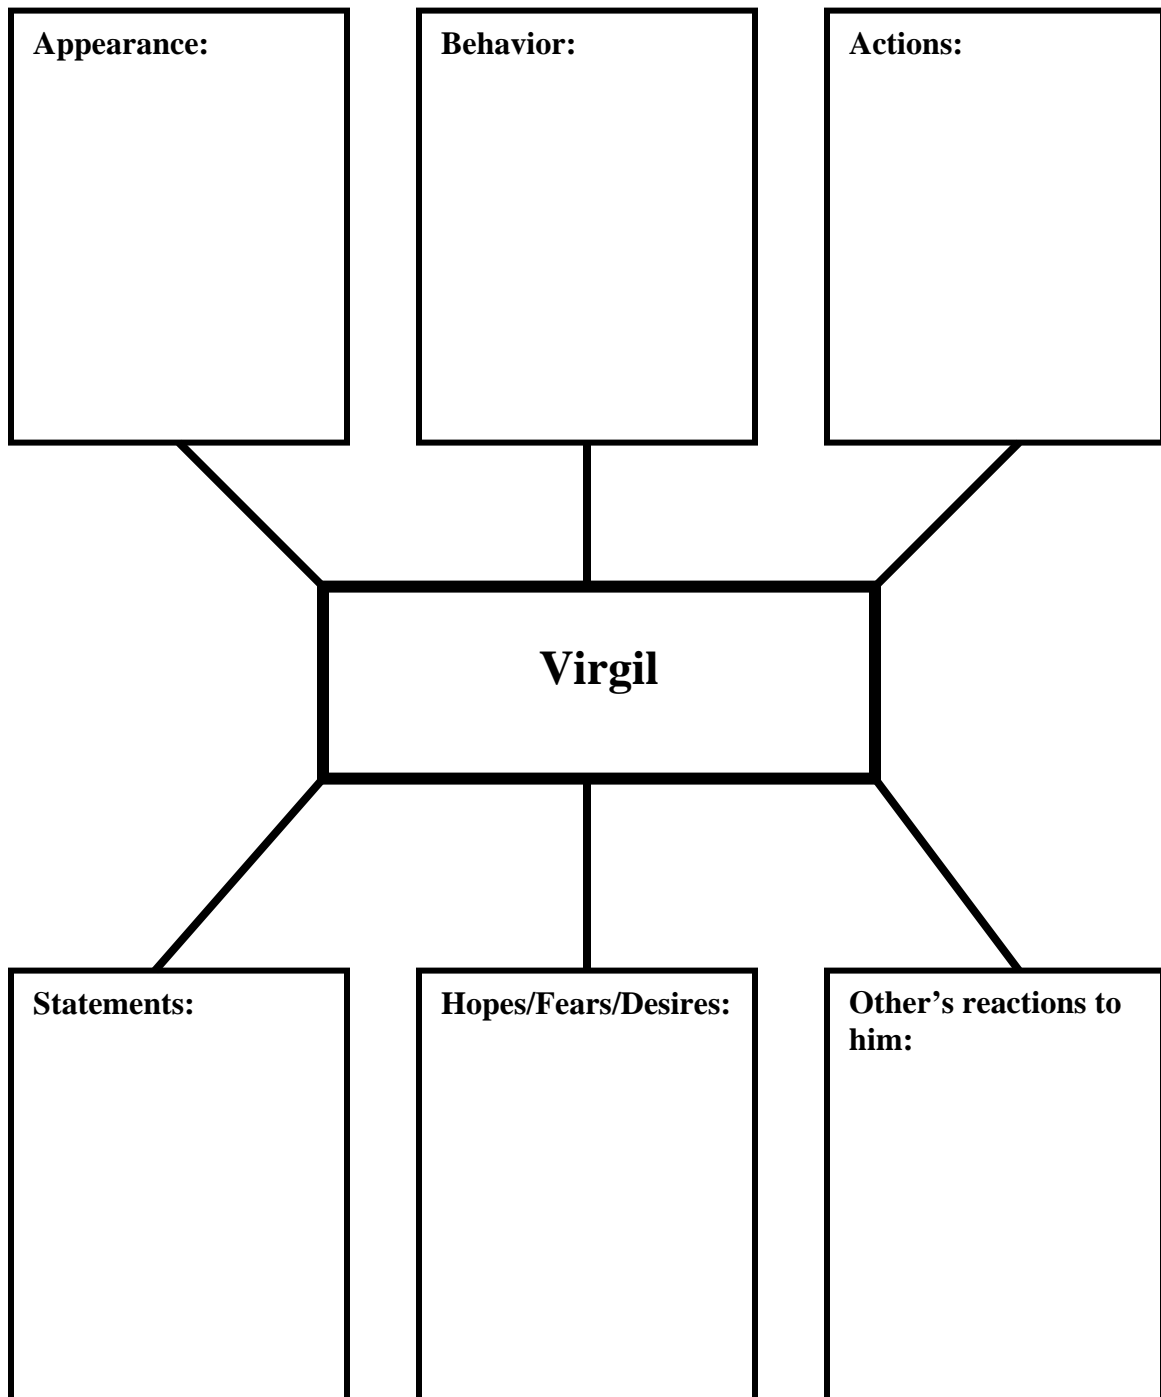 Appearance:
Behavior:
Actions:
Virgil
Statements:
Hopes/Fears/Desires:
Other’s reactions to
him: